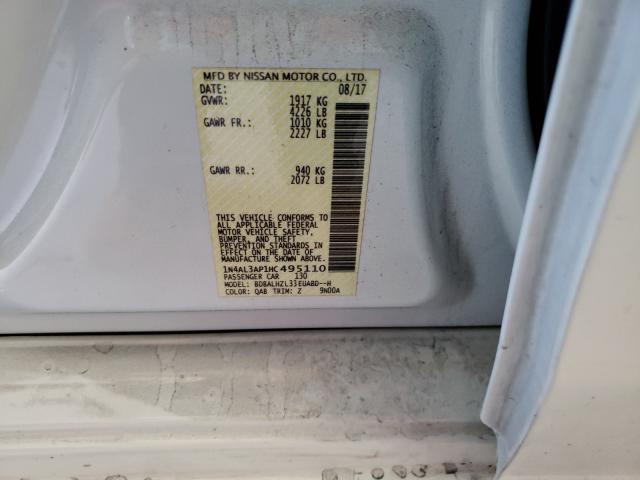 MFD BY NISSAN MOTOR CO., LTD.
DATE: 08/17
GVWR: 1917 KG
4226 LB
GAWR FR.: 1010 KG
2227 LB
GAWR RR.: 940 KG
2072 LB
THIS VEHICLE CONFORMS TO
ALL APPLICABLE FEDERAL
MOTOR VEHICLE SAFETY,
BUMPER, AND THEFT
PREVENTION STANDARDS IN
EFFECT ON THE DATE OF
MANUFACTURE SHOWN ABOVE.
1N4AL3AP1HC495110
PASSENGER CAR 130
MODEL: BDBALHZL33EUABD--H
COLOR: QAB TRIM: Z 9N00A